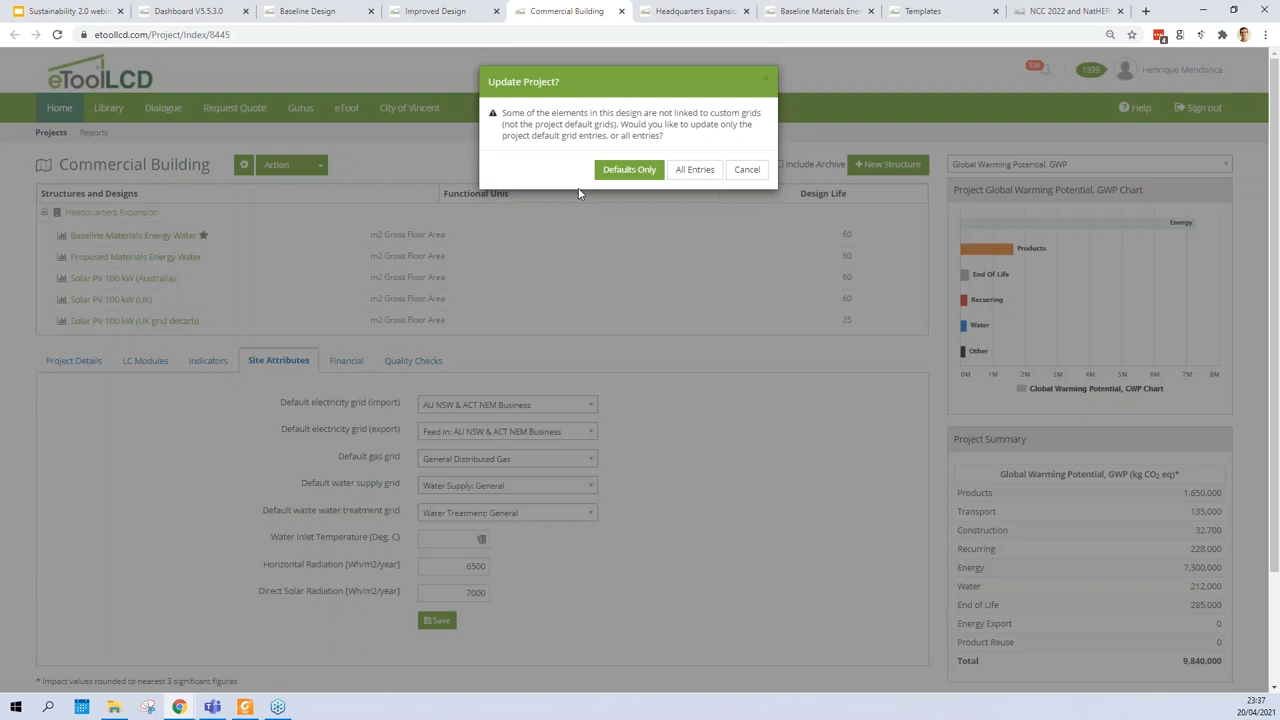 Sustainability 2.0 webin
Dashboard V5.5.3.0
Baseline Design
Improved Design
Commercial Building
Headquarters Expansi
Baseline Materials Ener
Templates
NCC 2022 and NatHER
etoollcd.com/Project/Index/8445
4
eToolLCD
1399
Henrique Mendonca
Home
Library
Dialogue
Request Quote
Gurus
eTool
City of Vincent
Help
Sign out
Projects
Reports
Update Project?
×
Some of the elements in this design are not linked to custom grids
(not the project default grids). Would you like to update only the
project default grid entries, or all entries?
Defaults Only
All Entries
Cancel
Commercial Building
Action
Include Archive
New Structure
Global Warming Potential, GWP
Structures and Designs
Functional Unit
Design Life
Headquarters Expansion
Baseline Materials Energy Water
m2 Gross Floor Area
60
Proposed Materials Energy Water
m2 Gross Floor Area
60
Solar PV 100 kW (Australia)
m2 Gross Floor Area
60
Solar PV 100 kW (UK)
m2 Gross Floor Area
60
Solar PV 100 kW (UK grid decarb)
m2 Gross Floor Area
25
Project Global Warming Potential, GWP Chart
Energy
Products
End Of Life
Recurring
Water
Other
0M 1M 2M 3M 4M 5M 6M 7M 8M
Global Warming Potential, GWP Chart
Project Details
LC Modules
Indicators
Site Attributes
Financial
Quality Checks
Default electricity grid (import)
AU NSW & ACT NEM Business
Default electricity grid (export)
Feed in: AU NSW & ACT NEM Business
Default gas grid
General Distributed Gas
Default water supply grid
Water Supply: General
Default waste water treatment grid
Water Treatment: General
Water Inlet Temperature (Deg. C)
Horizontal Radiation [Wh/m2/year]
6500
Direct Solar Radiation [Wh/m2/year]
7000
Save
Project Summary
Global Warming Potential, GWP (kg CO2 eq)*
Products 1,650,000
Transport 135,000
Construction 32,700
Recurring 228,000
Energy 7,300,000
Water 212,000
End of Life 285,000
Energy Export 0
Product Reuse 0
Total 9,840,000
* Impact values rounded to nearest 3 significant figures
23:37
20/04/2021